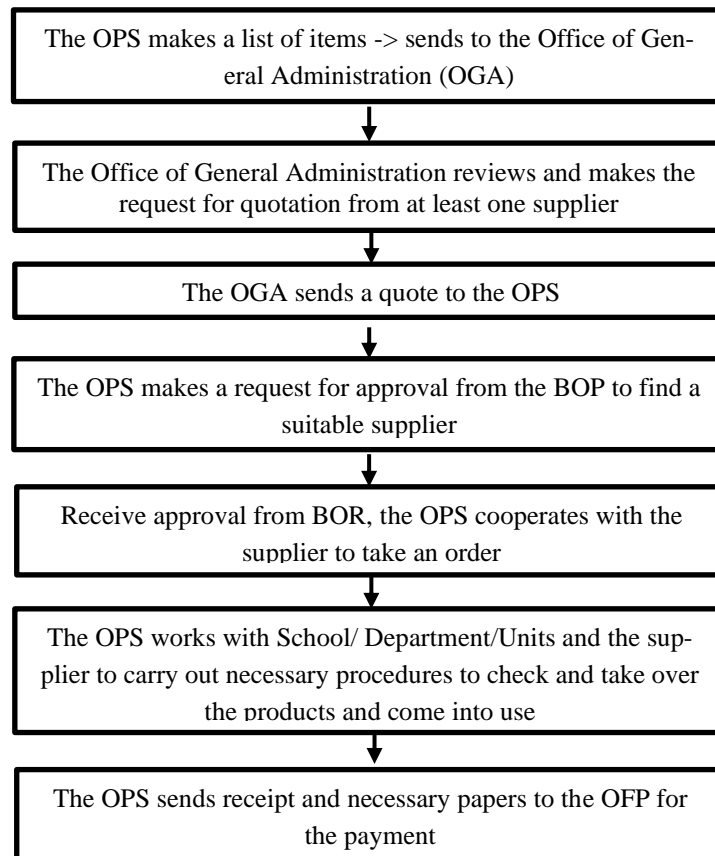 The OPS makes a list of items -> sends to the Office of Gen-
eral Administration (OGA)
The Office of General Administration reviews and makes the
request for quotation from at least one supplier
The OGA sends a quote to the OPS
The OPS makes a request for approval from the BOP to find a
suitable supplier
Receive approval from BOR, the OPS cooperates with the
supplier to take an order
The OPS works with School/ Department/Units and the sup-
plier to carry out necessary procedures to check and take over
the products and come into use
The OPS sends receipt and necessary papers to the OFP for
the payment